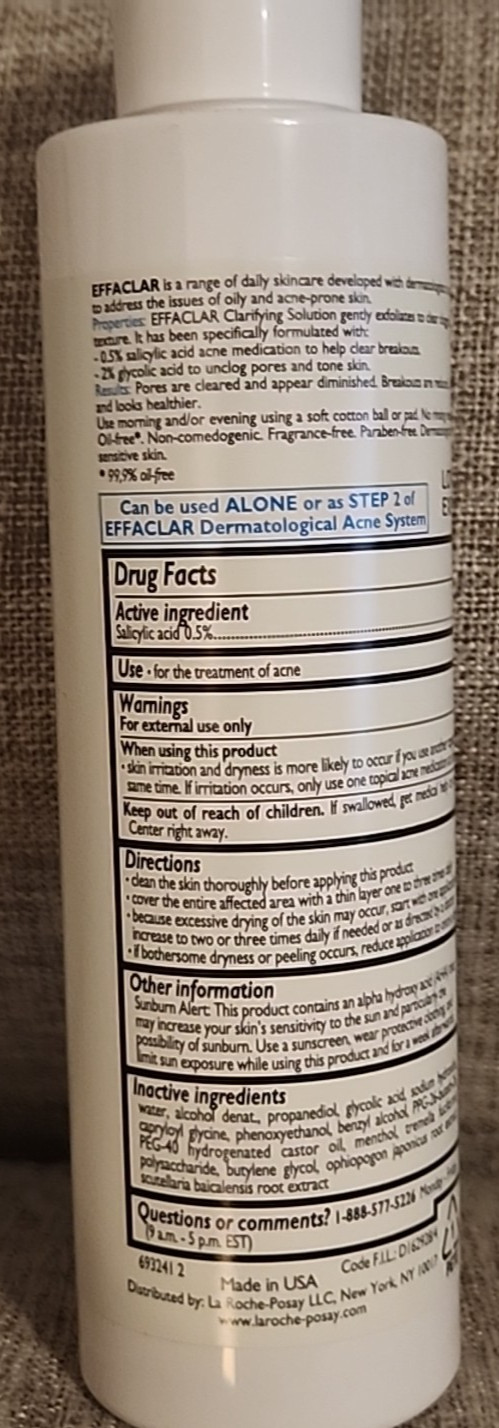 EFFACLAR is a range of daily skincare developed with
to address the issues of oily and acne-prone skin.
Properties: EFFACLAR Clarifying Solution gently exfoliates to
texture. It has been specifically formulated with:
- 0.5% salicylic acid acne medication to help clear breakouts.
- 2% glycolic acid to unclog pores and tone skin.
Results: Pores are cleared and appear diminished. Breakouts are
and looks healthier.
Use morning and/or evening using a soft cotton ball or pad. No
Oil-free*. Non-comedogenic. Fragrance-free. Paraben-free.
sensitive skin.
* 99,9% oil-free
Can be used ALONE or as STEP 2 of
EFFACLAR Dermatological Acne System
Drug Facts
Active ingredient
Salicylic acid 0.5%
Use • for the treatment of acne
Warnings
For external use only
When using this product
• skin irritation and dryness is more likely to occur if you use another
same time. If irritation occurs, only use one topical acne medication
Keep out of reach of children. If swallowed, get medical help
Center right away.
Directions
• clean the skin thoroughly before applying this product
• cover the entire affected area with a thin layer one to three times
• because excessive drying of the skin may occur, start with one
increase to two or three times daily if needed or as directed by a
• if bothersome dryness or peeling occurs, reduce application to
Other information
Sunburn Alert: This product contains an alpha hydroxy acid
may increase your skin's sensitivity to the sun and particularly the
possibility of sunburn. Use a sunscreen, wear protective clothing,
limit sun exposure while using this product and for a week
Inactive ingredients
water, alcohol denat., propanediol, glycolic acid, sodium
capryloyl glycine, phenoxyethanol, benzyl alcohol,
PEG-40 hydrogenated castor oil, menthol, tremella
polysaccharide, butylene glycol, ophiopogon japonicus root
scutellaria baicalensis root extract
Questions or comments? 1-888-577-5226 Monday
(9 a.m. - 5 p.m. EST)
693241 2 Code F.I.L.:
Made in USA
Distributed by: La Roche-Posay LLC, New York, NY 10017
www.laroche-posay.com